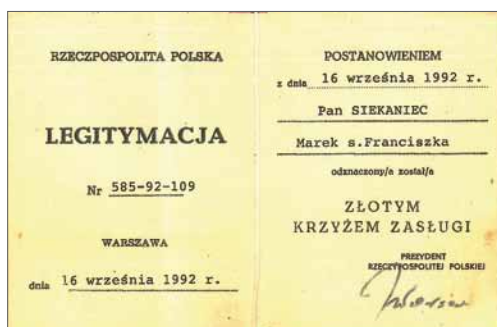 RZECZPOSPOLITA POLSKA
LEGITYMACJA
Nr 585-92-109
WARSZAWA
dnia 16 września 1992 r.
POSTANOWIENIEM
z dnia 16 września 1992 r.
Pan SIEKANIEC
Marek s.Franciszka
odznaczony/a został/a
ZŁOTYM
KRZYŻEM ZASŁUGI
PREZYDENT
RZECZYPOSPOLITEJ POLSKIEJ